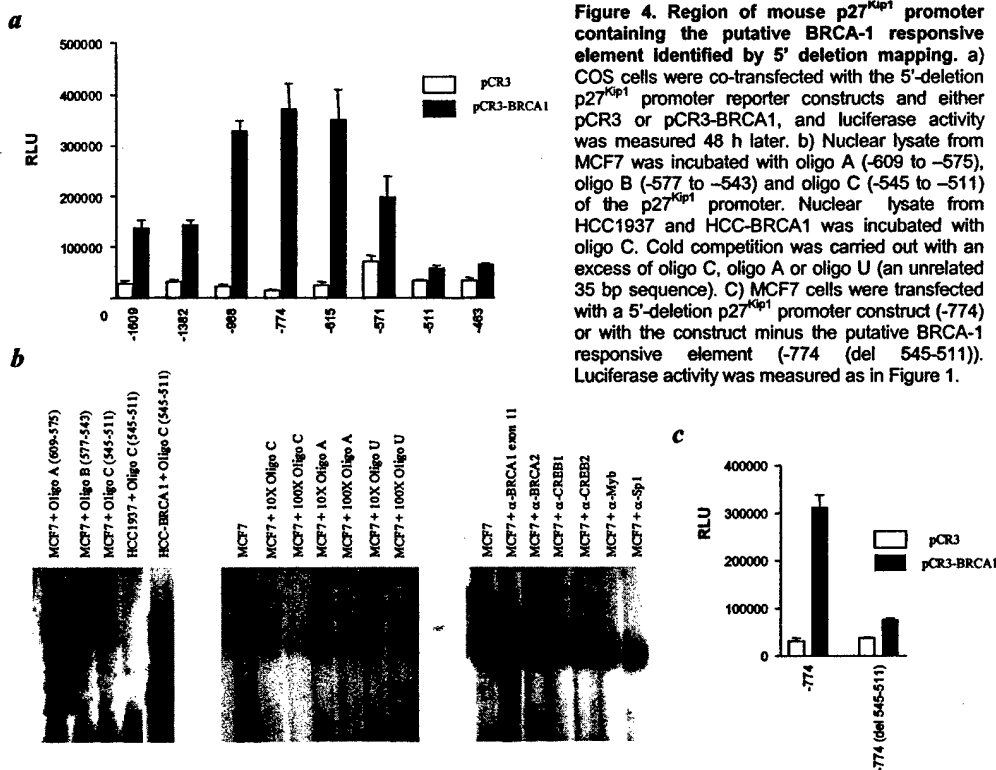 a
500000
400000
300000
200000
100000
0
RLU
pCR3
pCR3-BRCA1
-1609
-1382
-968
-774
-615
-571
-511
-463
Figure 4. Region of mouse p27Kip1 promoter
containing the putative BRCA-1 responsive
element identified by 5' deletion mapping. a)
COS cells were co-transfected with the 5'-deletion
p27Kip1 promoter reporter constructs and either
pCR3 or pCR3-BRCA1, and luciferase activity
was measured 48 h later. b) Nuclear lysate from
MCF7 was incubated with oligo A (-609 to –575),
oligo B (-577 to –543) and oligo C (-545 to –511)
of the p27Kip1 promoter. Nuclear lysate from
HCC1937 and HCC-BRCA1 was incubated with
oligo C. Cold competition was carried out with an
excess of oligo C, oligo A or oligo U (an unrelated
35 bp sequence). C) MCF7 cells were transfected
with a 5'-deletion p27Kip1 promoter construct (-774)
or with the construct minus the putative BRCA-1
responsive element (-774 (del 545-511)).
Luciferase activity was measured as in Figure 1.
b
MCF7 + Oligo A (609-575)
MCF7 + Oligo B (577-543)
MCF7 + Oligo C (545-511)
HCC1937 + Oligo C (545-511)
HCC-BRCA1 + Oligo C (545-511)
MCF7
MCF7 + 10X Oligo C
MCF7 + 100X Oligo C
MCF7 + 10X Oligo A
MCF7 + 100X Oligo A
MCF7 + 10X Oligo U
MCF7 + 100X Oligo U
MCF7
MCF7 + α-BRCA1 exon 11
MCF7 + α-BRCA2
MCF7 + α-CREB1
MCF7 + α-CREB2
MCF7 + α-Myb
MCF7 + α-Sp1
c
400000
300000
200000
100000
0
RLU
pCR3
pCR3-BRCA1
-774
-774 (del 545-511)